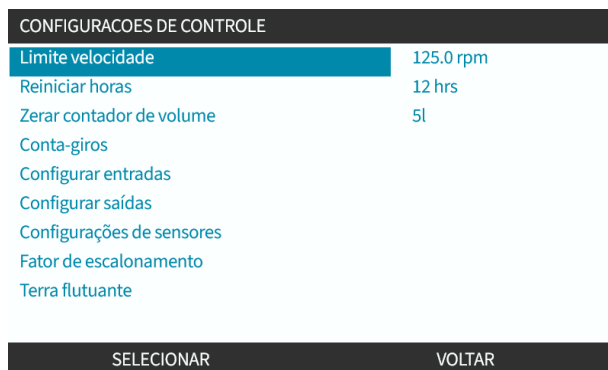 CONFIGURACOES DE CONTROLE
Limite velocidade 125.0 rpm
Reiniciar horas 12 hrs
Zerar contador de volume 5l
Conta-giros
Configurar entradas
Configurar saídas
Configurações de sensores
Fator de escalonamento
Terra flutuante
SELECIONAR VOLTAR